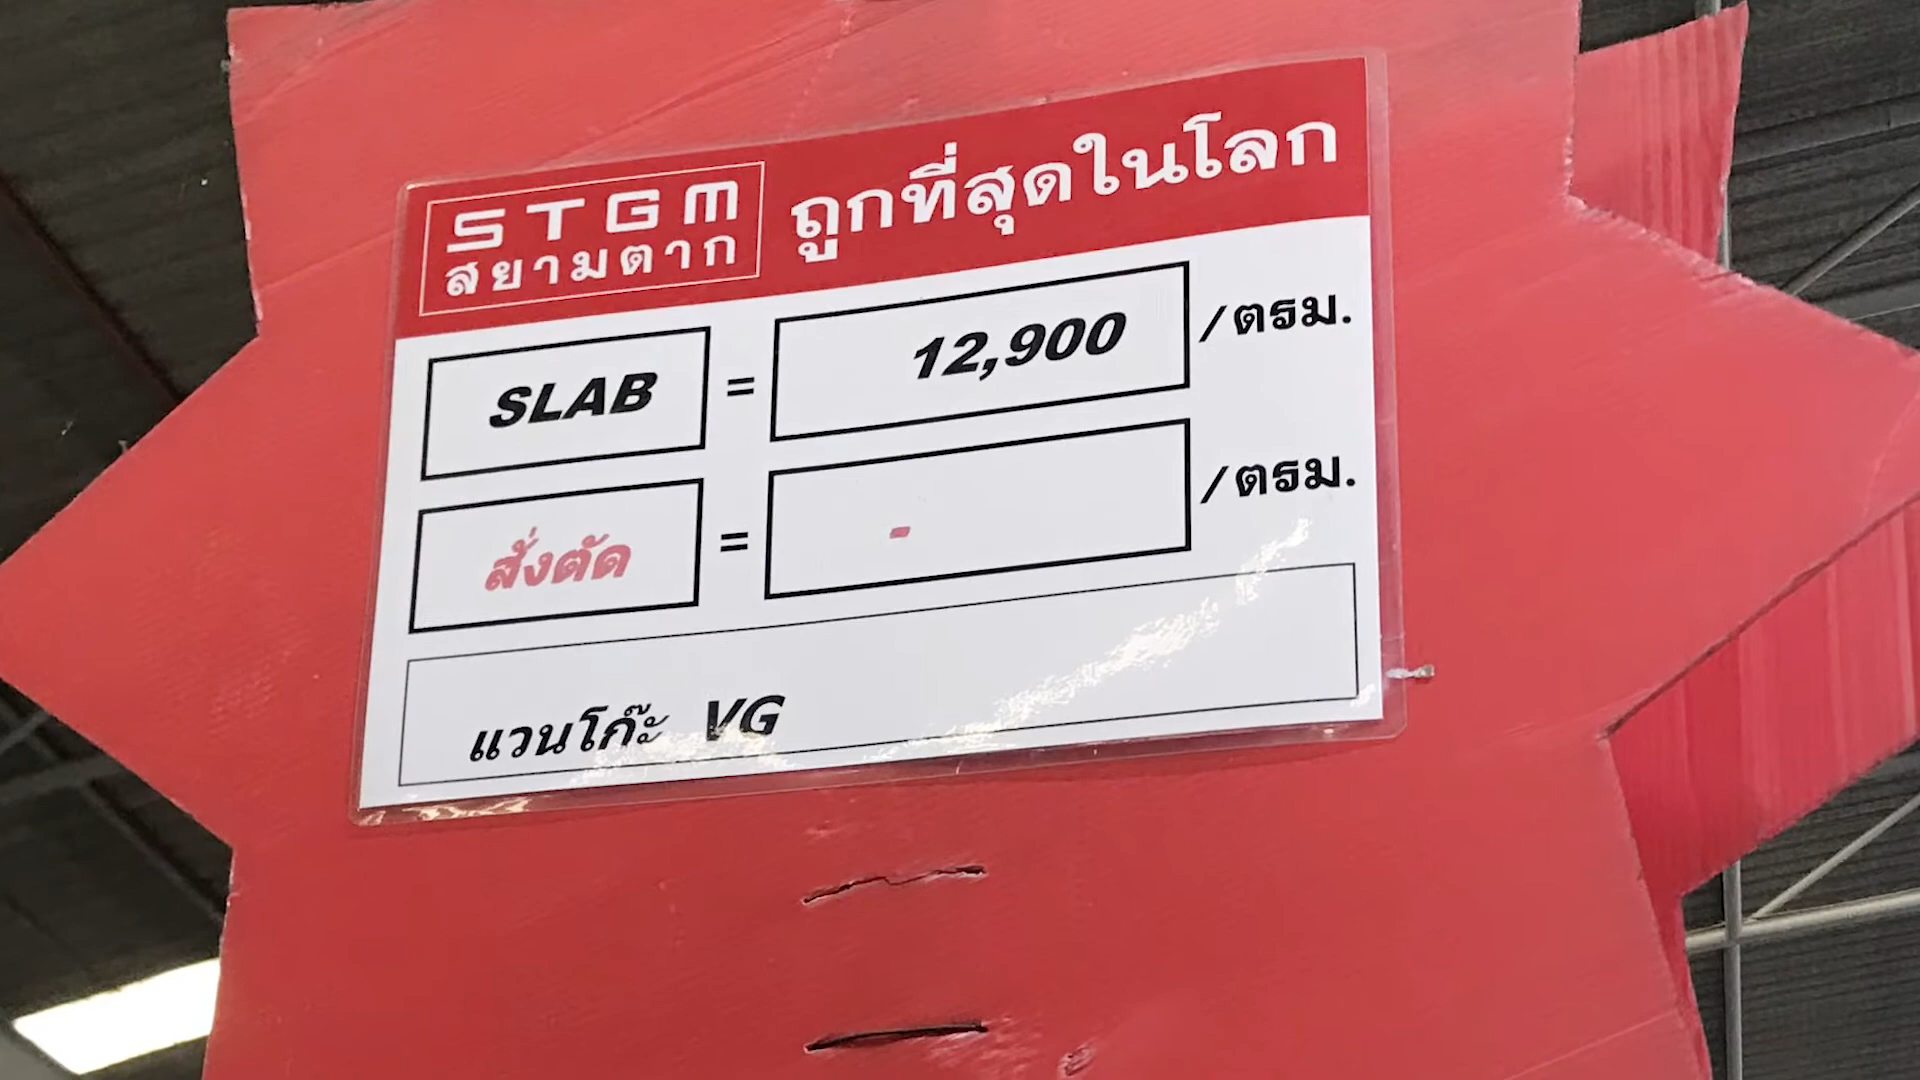 STGM
สยามตาก
ถูกที่สุดในโลก
SLAB = 12,900 /ตรม.
สั่งตัด = - /ตรม.
แวนโก๊ะ VG